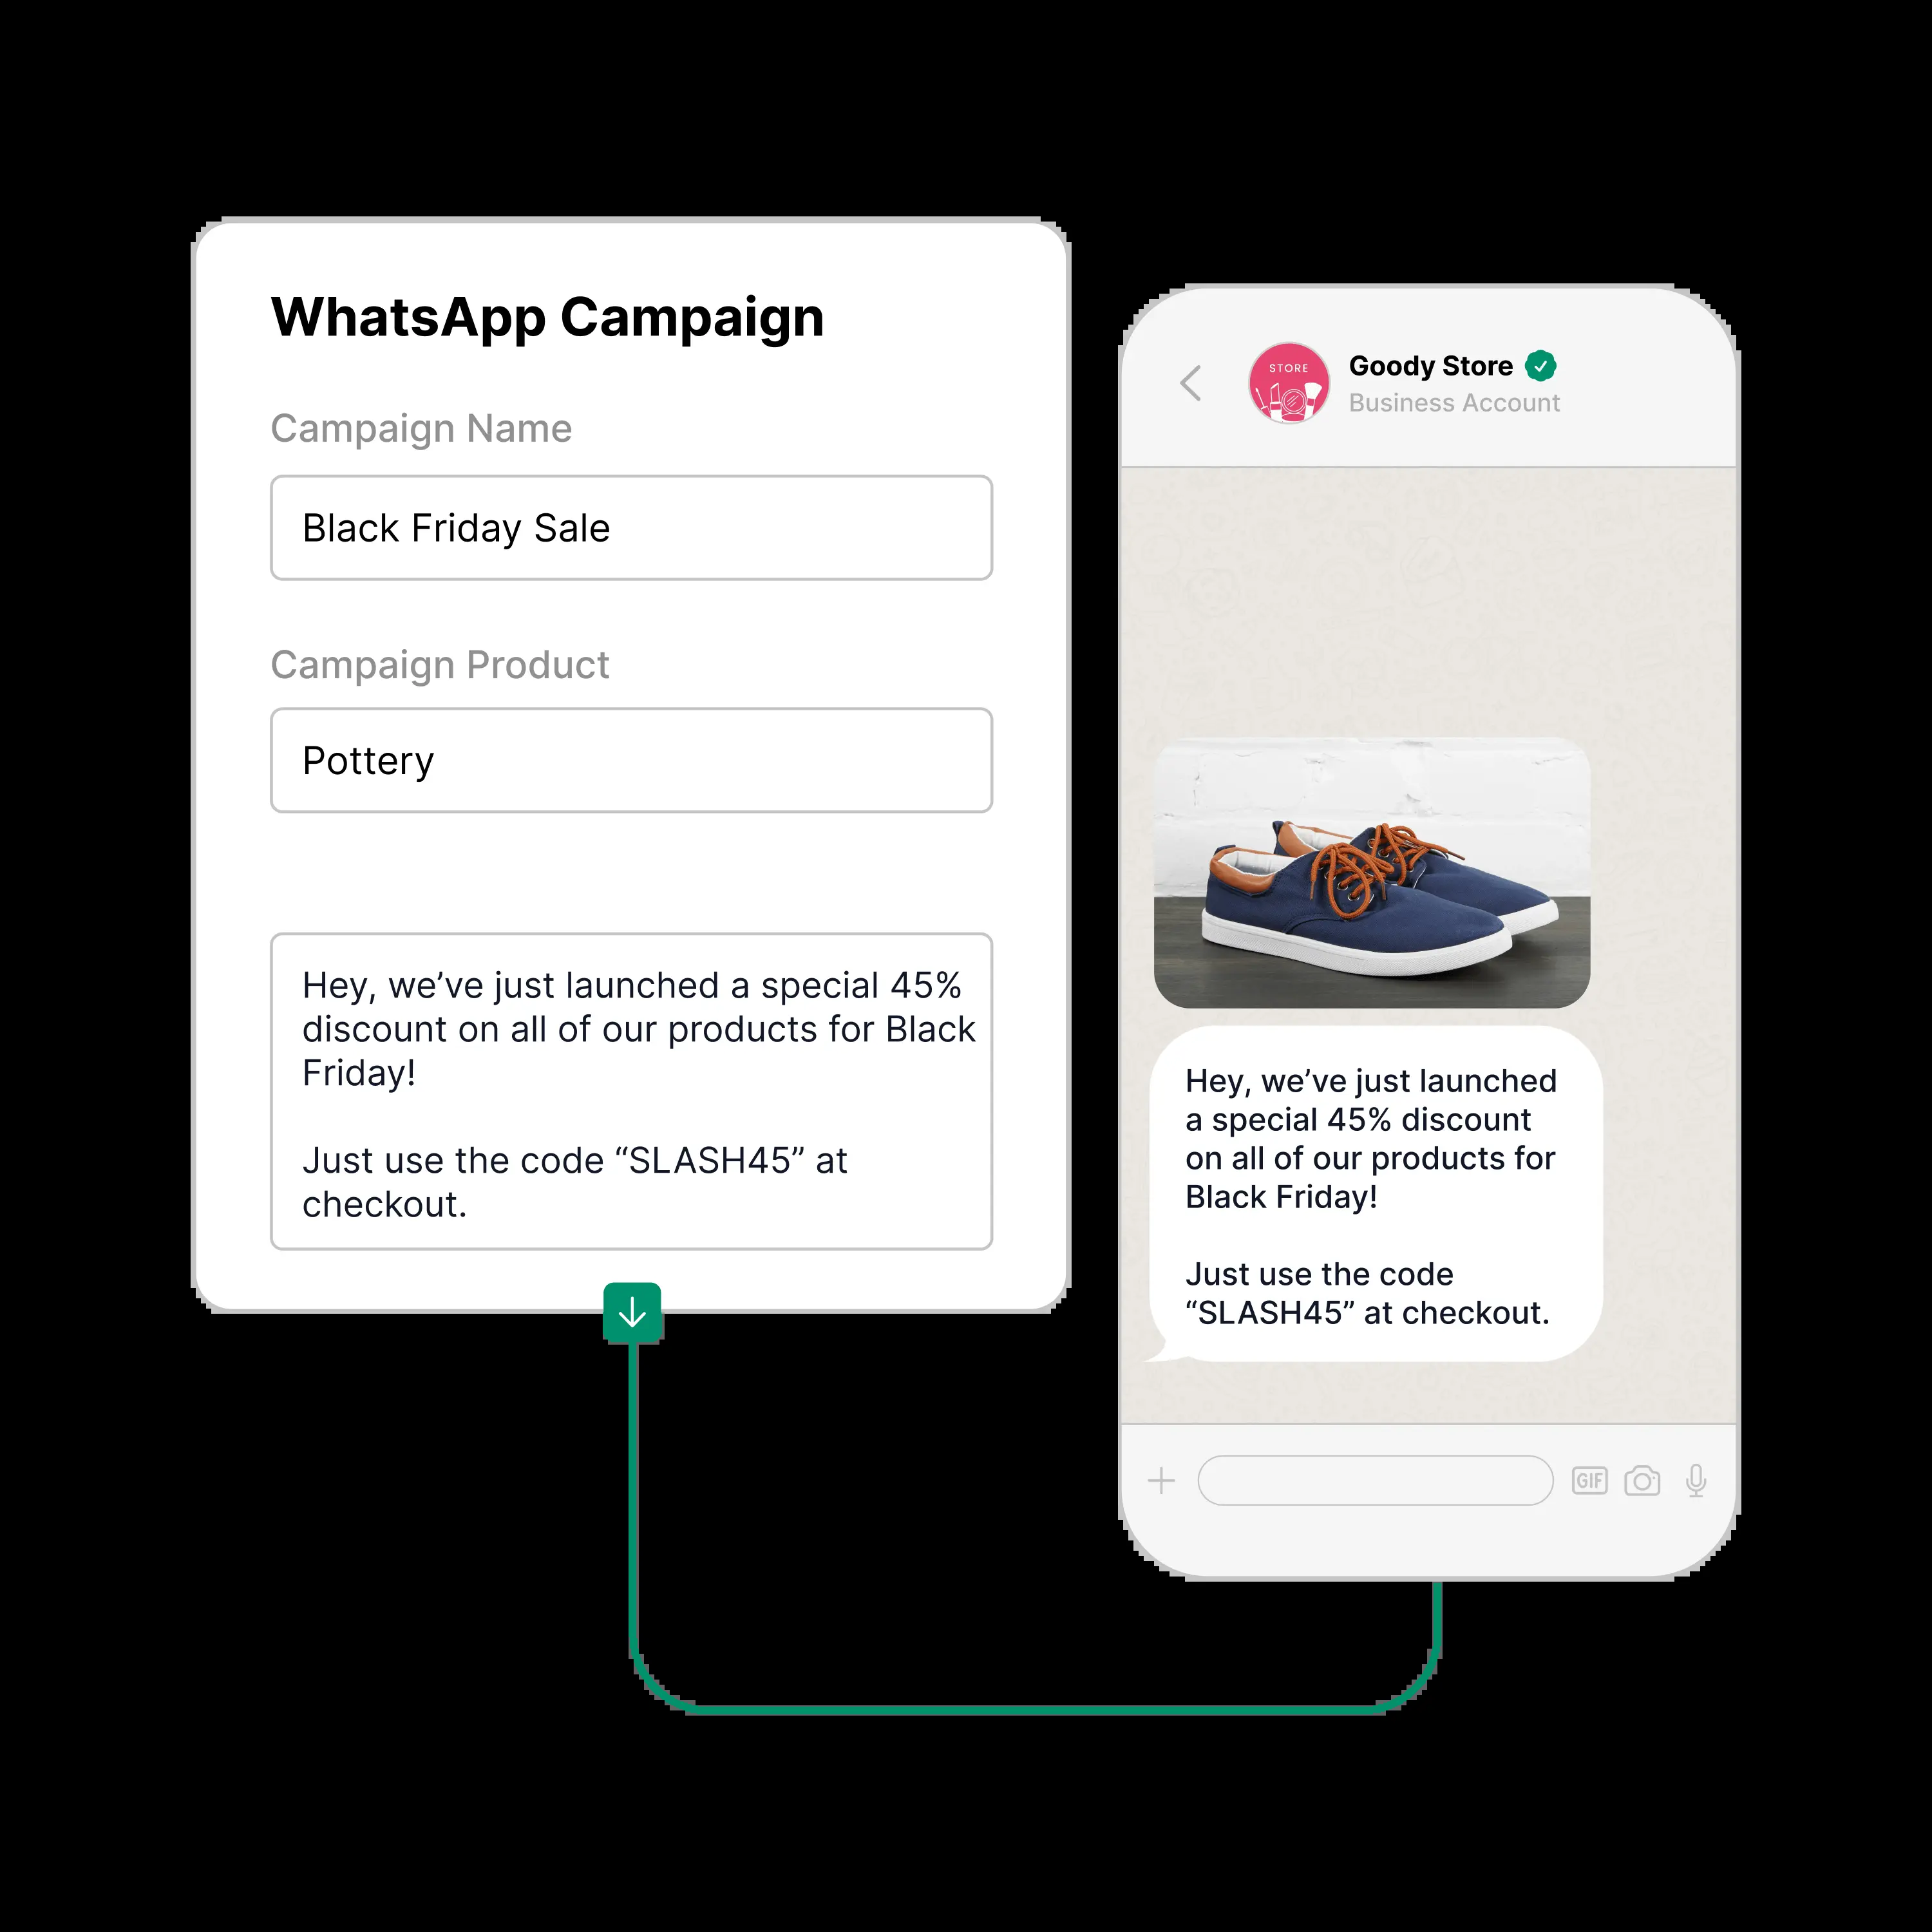 WhatsApp Campaign
Campaign Name
Black Friday Sale
Campaign Product
Pottery
Hey, we’ve just launched a special 45%
discount on all of our products for Black
Friday!
Just use the code “SLASH45” at
checkout.
STORE
Goody Store
Business Account
Hey, we’ve just launched
a special 45% discount
on all of our products for
Black Friday!
Just use the code
“SLASH45” at checkout.
GIF